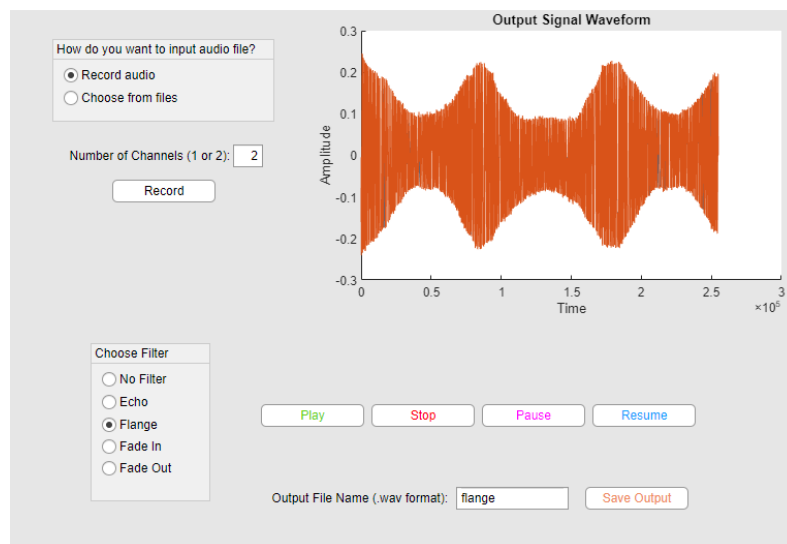 How do you want to input audio file?
Record audio
Choose from files
Number of Channels (1 or 2): 2
Record
Output Signal Waveform
Amplitude
0.3
0.2
0.1
0
-0.1
-0.2
-0.3
0 0.5 1 1.5 2 2.5 3
Time
×10⁵
Choose Filter
No Filter
Echo
Flange
Fade In
Fade Out
Play Stop Pause Resume
Output File Name (.wav format): flange Save Output